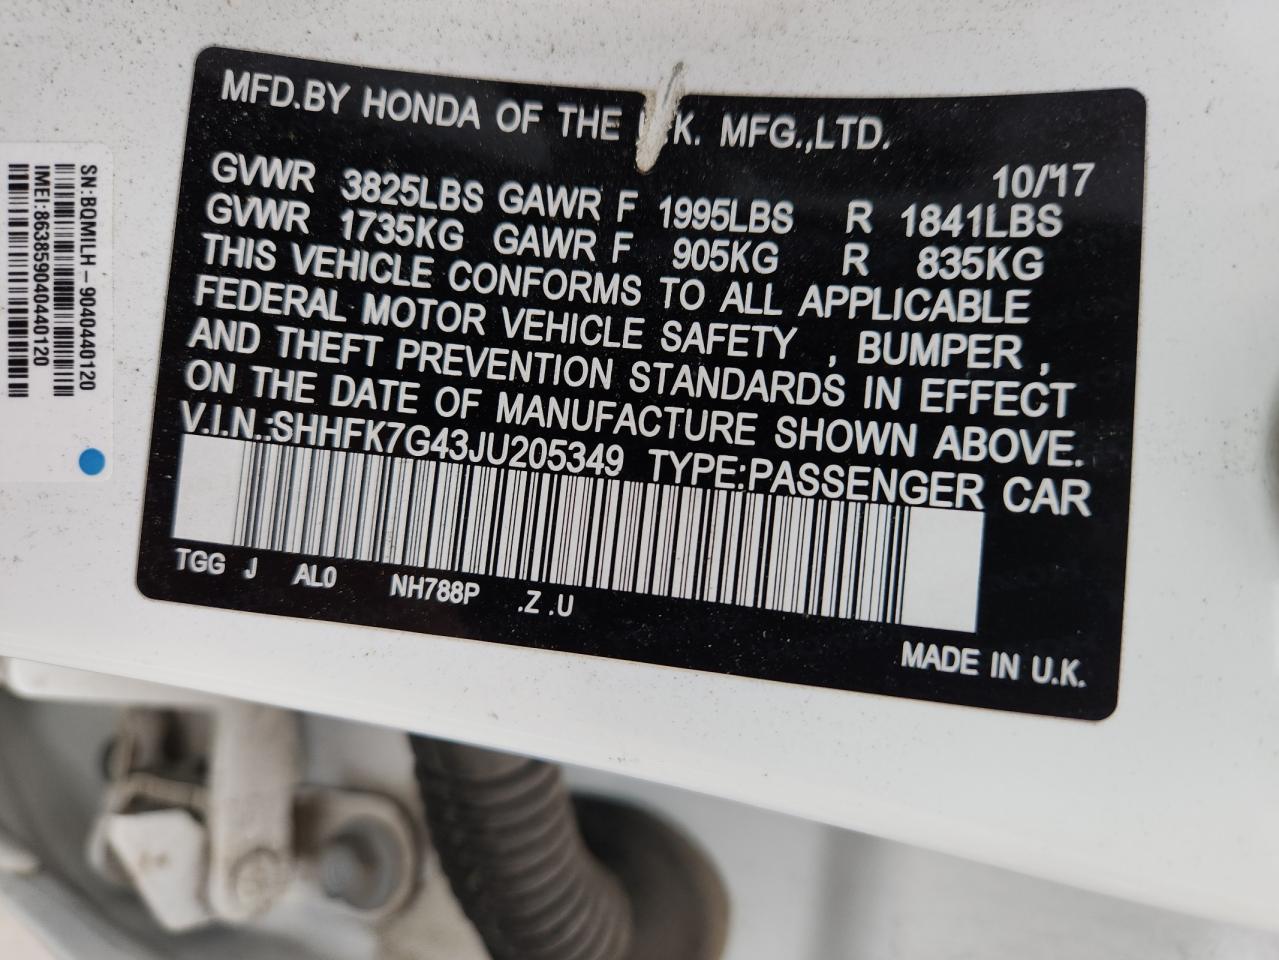 MFD.BY HONDA OF THE K. MFG.,LTD.
10/17
GVWR 3825LBS GAWR F 1995LBS R 1841LBS
GVWR 1735KG GAWR F 905KG R 835KG
THIS VEHICLE CONFORMS TO ALL APPLICABLE
FEDERAL MOTOR VEHICLE SAFETY , BUMPER ,
AND THEFT PREVENTION STANDARDS IN EFFECT
ON THE DATE OF MANUFACTURE SHOWN ABOVE.
V.I.N.:SHHFK7G43JU205349 TYPE:PASSENGER CAR
TGG J AL0 NH788P .Z .U
MADE IN U.K.
SN:BQMILH-9040440120
IMEI:863859040440120